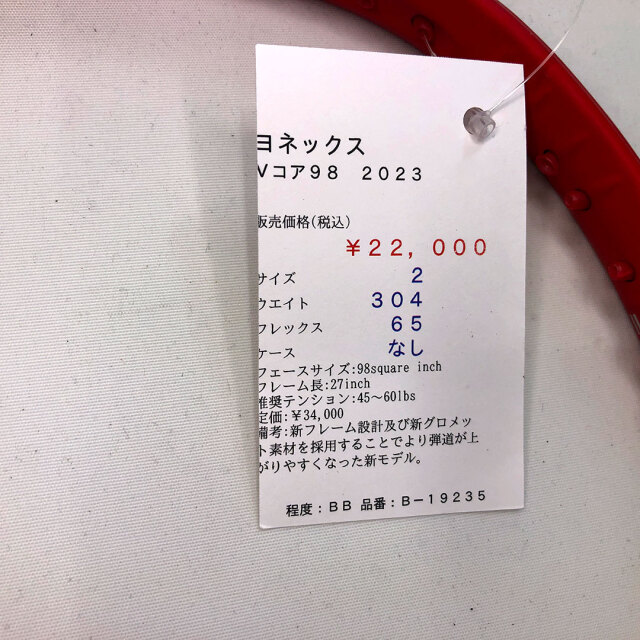 ヨネックス
Vコア98 2023
販売価格(税込)
¥22,000
サイズ 2
ウエイト 304
フレックス 65
ケース なし
フェースサイズ:98square inch
フレーム長:27inch
推奨テンション:45~60lbs
定価:¥34,000
備考:新フレーム設計及び新グロメッ
ト素材を採用することでより弾道が上
がりやすくなった新モデル。
程度:BB 品番:B-19235